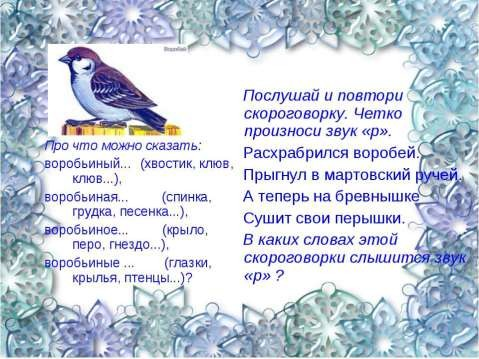 Воробей
Про что можно сказать:
воробьиный... (хвостик, клюв,
клюв...),
воробьиная... (спинка,
грудка, песенка...),
воробьиное... (крыло,
перо, гнездо...),
воробьиные ... (глазки,
крылья, птенцы...)?
Послушай и повтори
скороговорку. Четко
произноси звук «р».
Расхрабрился воробей.
Прыгнул в мартовский ручей.
А теперь на бревнышке
Сушит свои перышки.
В каких словах этой
скороговорки слышится звук
«р» ?